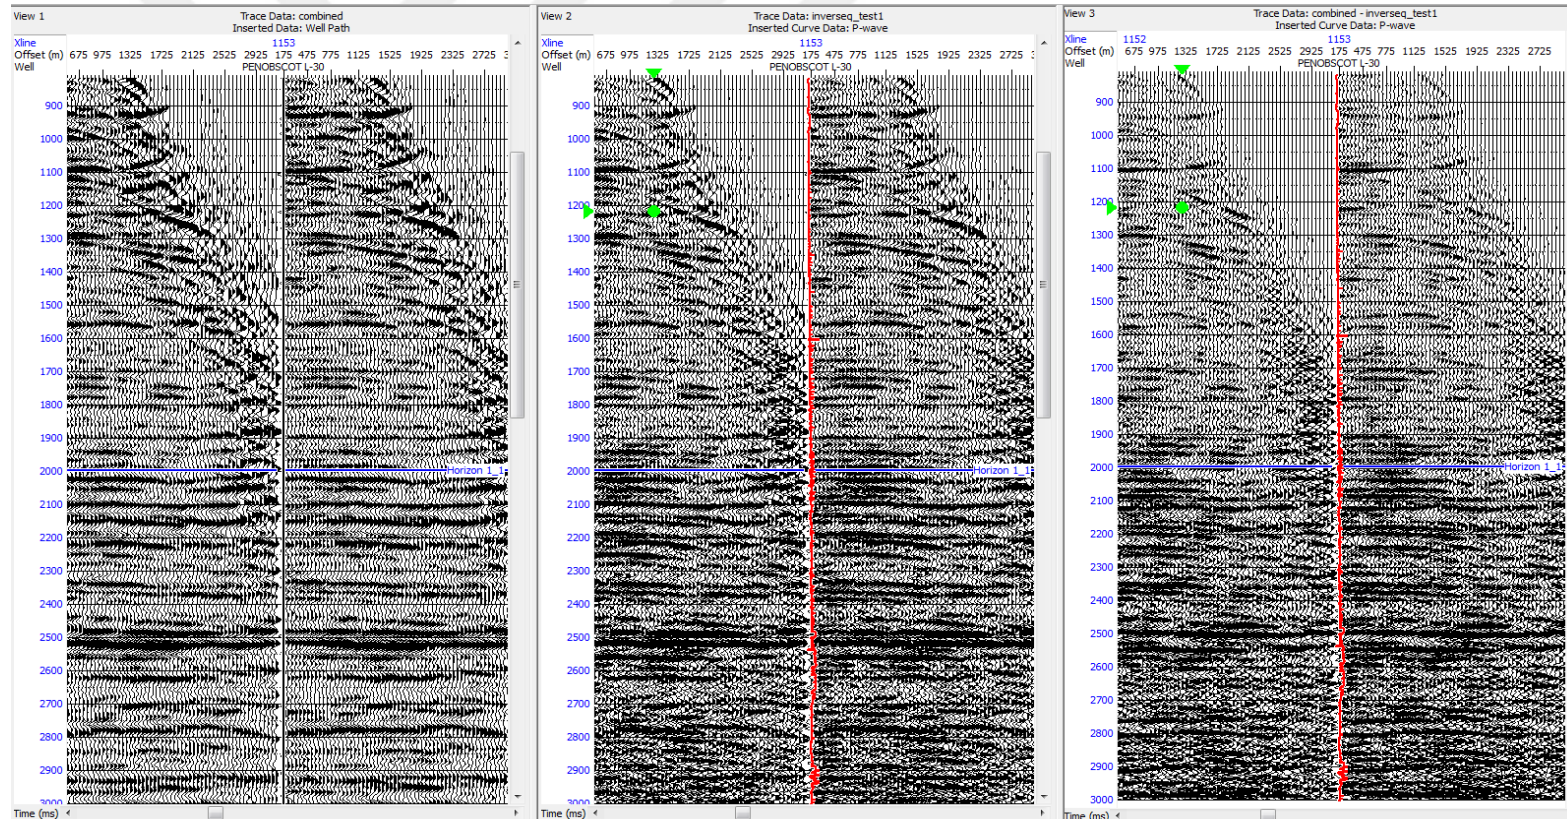 View 1
Trace Data: combined
Inserted Data: Well Path
Xline 1153
Offset (m) 675 975 1325 1725 2125 2525 2925 175 475 725 1125 1525 1925 2325 2725
Well PENOBSCOT L-30
900
1000
1100
1200
1300
1400
1500
1600
1700
1800
1900
2000
Horizon 1_1
2100
2200
2300
2400
2500
2600
2700
2800
2900
3000
Time (ms)
View 2
Trace Data: inverseq_test1
Inserted Curve Data: P-wave
Xline 1153
Offset (m) 675 975 1325 1725 2125 2525 2925 175 475 725 1125 1525 1925 2325 2725
Well PENOBSCOT L-30
900
1000
1100
1200
1300
1400
1500
1600
1700
1800
1900
2000
Horizon 1_1
2100
2200
2300
2400
2500
2600
2700
2800
2900
3000
Time (ms)
View 3
Trace Data: combined - inverseq_test1
Inserted Curve Data: P-wave
Xline 1152 1153
Offset (m) 675 975 1325 1725 2125 2525 2925 175 475 725 1125 1525 1925 2325 2725
Well PENOBSCOT L-30
900
1000
1100
1200
1300
1400
1500
1600
1700
1800
1900
2000
Horizon 1_1
2100
2200
2300
2400
2500
2600
2700
2800
2900
3000
Time (ms)